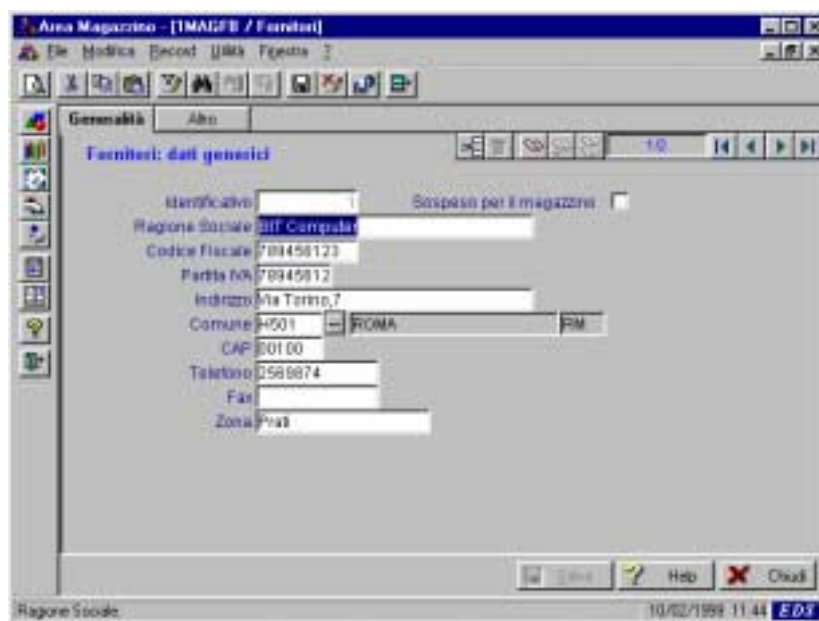 Area Magazzino - [1MAGFB / Fornitori]
File Modifica Record Utilità Finestra ?
Generalità Altro
Fornitori: dati generici
Identificativo 1 Sospeso per il magazzino
Ragione Sociale BIT Computer
Codice Fiscale 789456123
Partita IVA 78945612
Indirizzo Via Torino,7
Comune H501 ROMA RM
CAP 00100
Telefono 2569874
Fax
Zona Prati
Salva Help Chiudi
Ragione Sociale. 10/02/1999 11.44 EDS